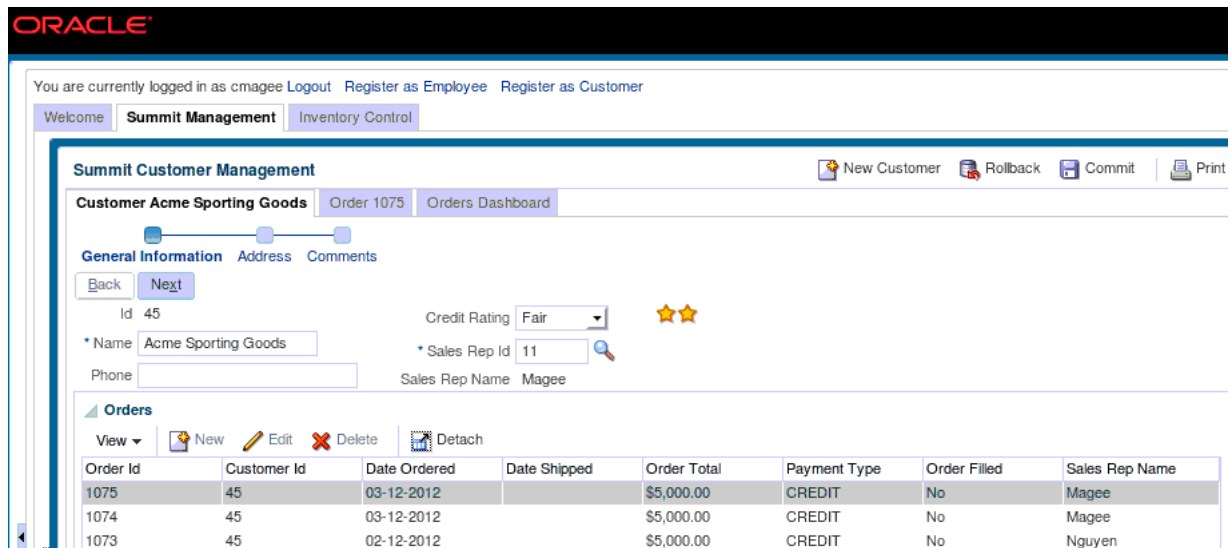 ORACLE
You are currently logged in as cmagee Logout Register as Employee Register as Customer
Welcome Summit Management Inventory Control
Summit Customer Management New Customer Rollback Commit Print
Customer Acme Sporting Goods Order 1075 Orders Dashboard
General Information Address Comments
Back Next
Id 45 Credit Rating Fair
* Name Acme Sporting Goods * Sales Rep Id 11
Phone Sales Rep Name Magee
Orders
View New Edit Delete Detach
Order Id Customer Id Date Ordered Date Shipped Order Total Payment Type Order Filled Sales Rep Name
1075 45 03-12-2012 $5,000.00 CREDIT No Magee
1074 45 03-12-2012 $5,000.00 CREDIT No Magee
1073 45 02-12-2012 $5,000.00 CREDIT No Nguyen